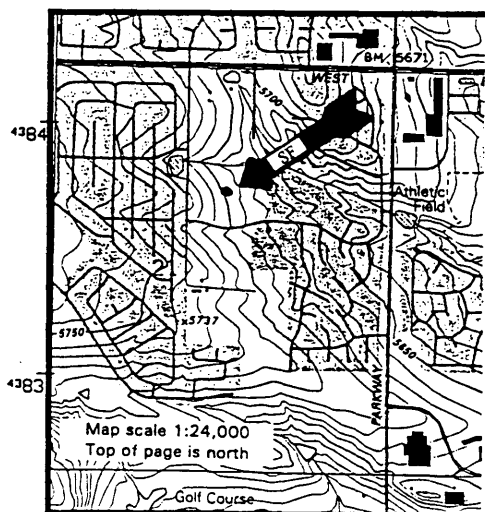 BM 5671
WEST
5700
4384
SF
Athletic
Field
×5737
5750
5650
4383
PARKWAY
Map scale 1:24,000
Top of page is north
Golf Course